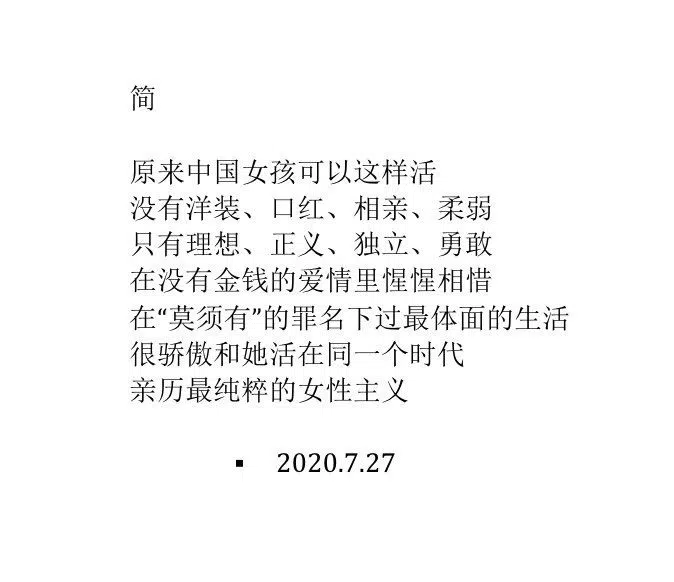 简
原来中国女孩可以这样活
没有洋装、口红、相亲、柔弱
只有理想、正义、独立、勇敢
在没有金钱的爱情里惺惺相惜
在“莫须有”的罪名下过最体面的生活
很骄傲和她活在同一个时代
亲历最纯粹的女性主义
▪ 2020.7.27